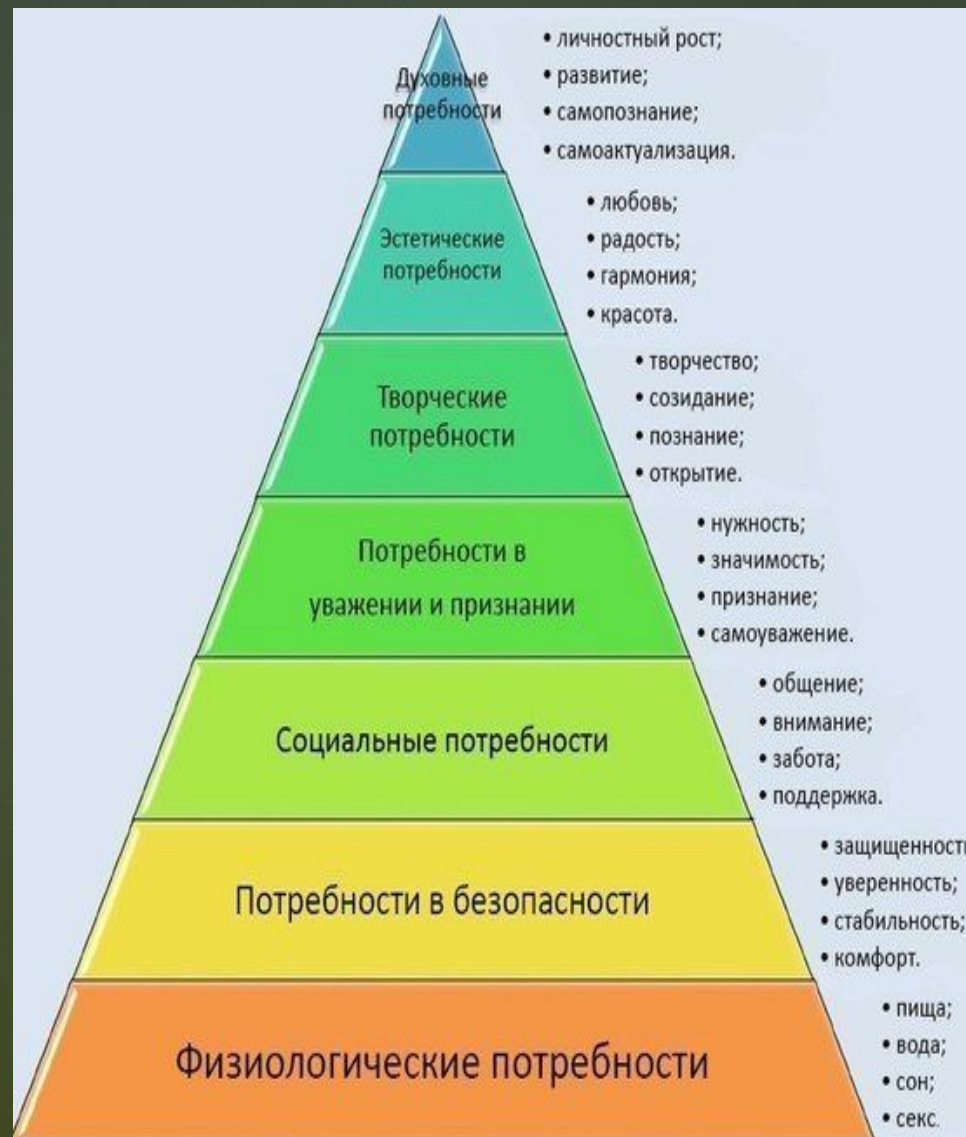 Духовные
потребности
• личностный рост;
• развитие;
• самопознание;
• самоактуализация.
Эстетические
потребности
• любовь;
• радость;
• гармония;
• красота.
Творческие
потребности
• творчество;
• созидание;
• познание;
• открытие.
Потребности в
уважении и признании
• нужность;
• значимость;
• признание;
• самоуважение.
Социальные потребности
• общение;
• внимание;
• забота;
• поддержка.
Потребности в безопасности
• защищенность
• уверенность;
• стабильность;
• комфорт.
Физиологические потребности
• пища;
• вода;
• сон;
• секс.